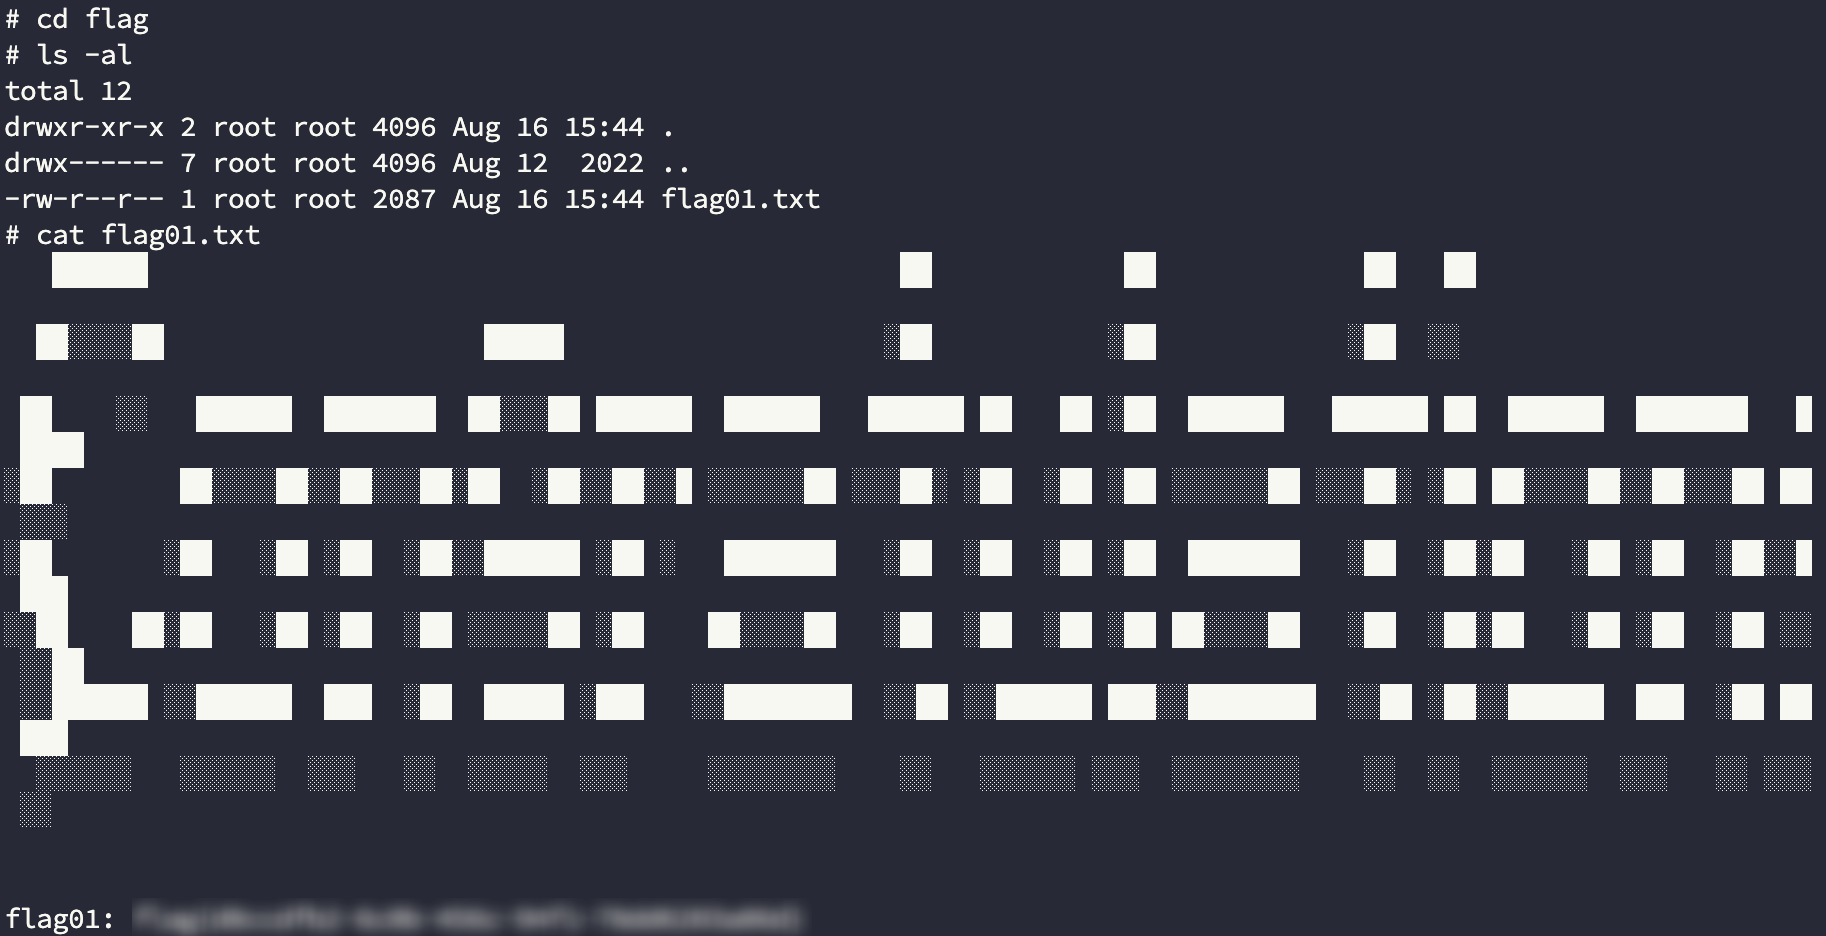 # cd flag
# ls -al
total 12
drwxr-xr-x 2 root root 4096 Aug 16 15:44 .
drwx------ 7 root root 4096 Aug 12  2022 ..
-rw-r--r-- 1 root root 2087 Aug 16 15:44 flag01.txt
# cat flag01.txt
Congratulations
flag01: